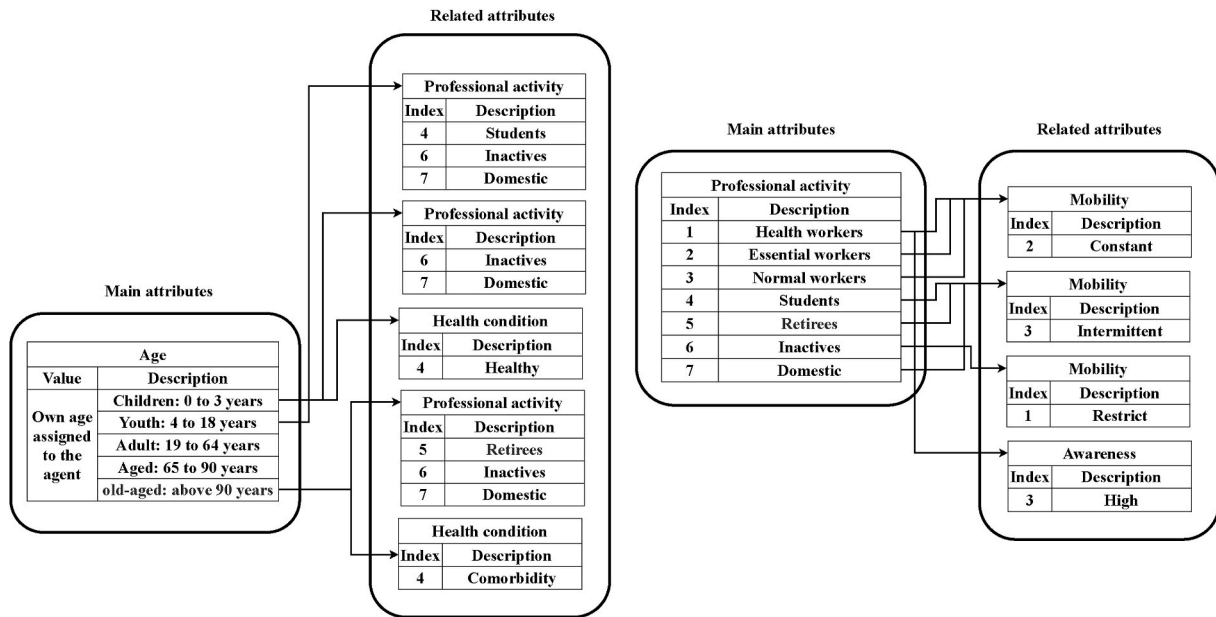 Related attributes
Professional activity
Index Description
4 Students
6 Inactives
7 Domestic
Professional activity
Index Description
6 Inactives
7 Domestic
Health condition
Index Description
4 Healthy
Professional activity
Index Description
5 Retirees
6 Inactives
7 Domestic
Health condition
Index Description
4 Comorbidity
Main attributes
Age
Value Description
Own age assigned to the agent
Children: 0 to 3 years
Youth: 4 to 18 years
Adult: 19 to 64 years
Aged: 65 to 90 years
old-aged: above 90 years
Main attributes
Professional activity
Index Description
1 Health workers
2 Essential workers
3 Normal workers
4 Students
5 Retirees
6 Inactives
7 Domestic
Related attributes
Mobility
Index Description
2 Constant
Mobility
Index Description
3 Intermittent
Mobility
Index Description
1 Restrict
Awareness
Index Description
3 High